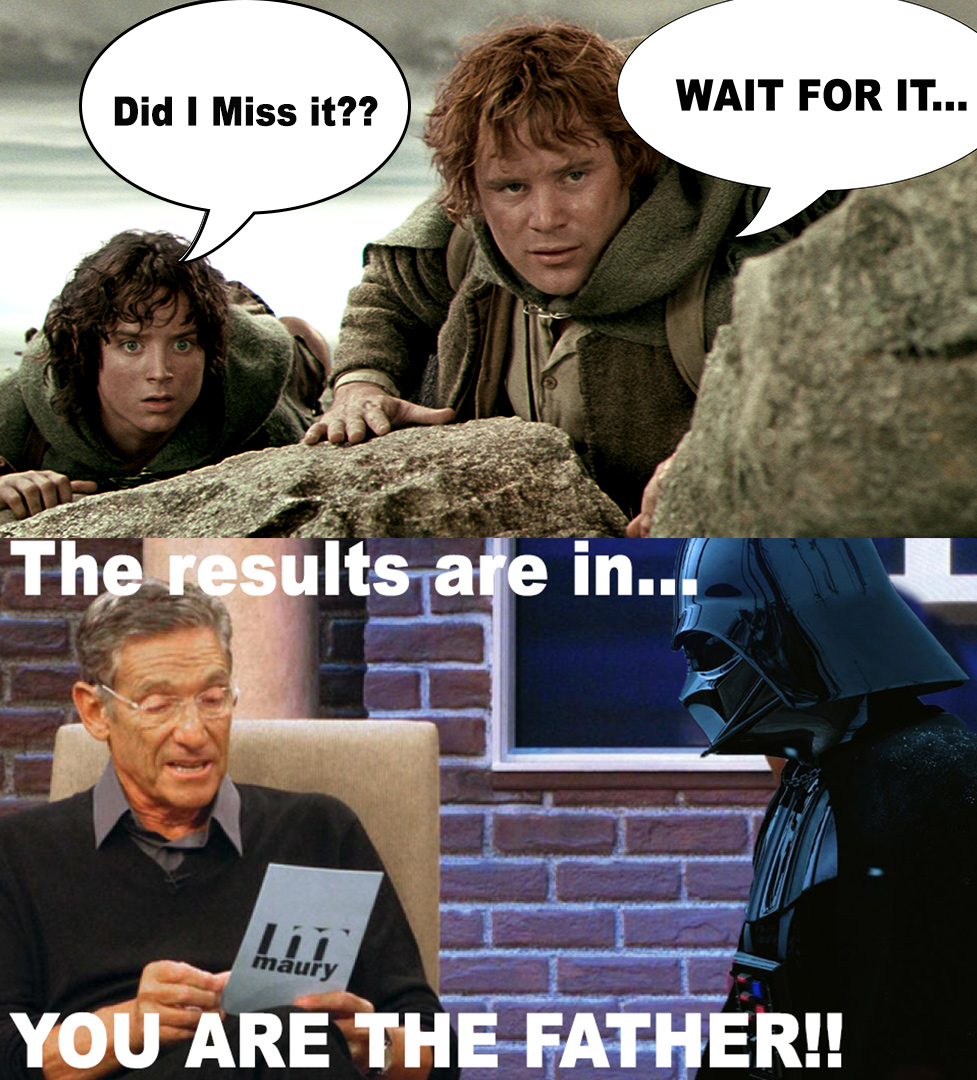 Did I Miss it??
WAIT FOR IT...
The results are in...
maury
YOU ARE THE FATHER!!